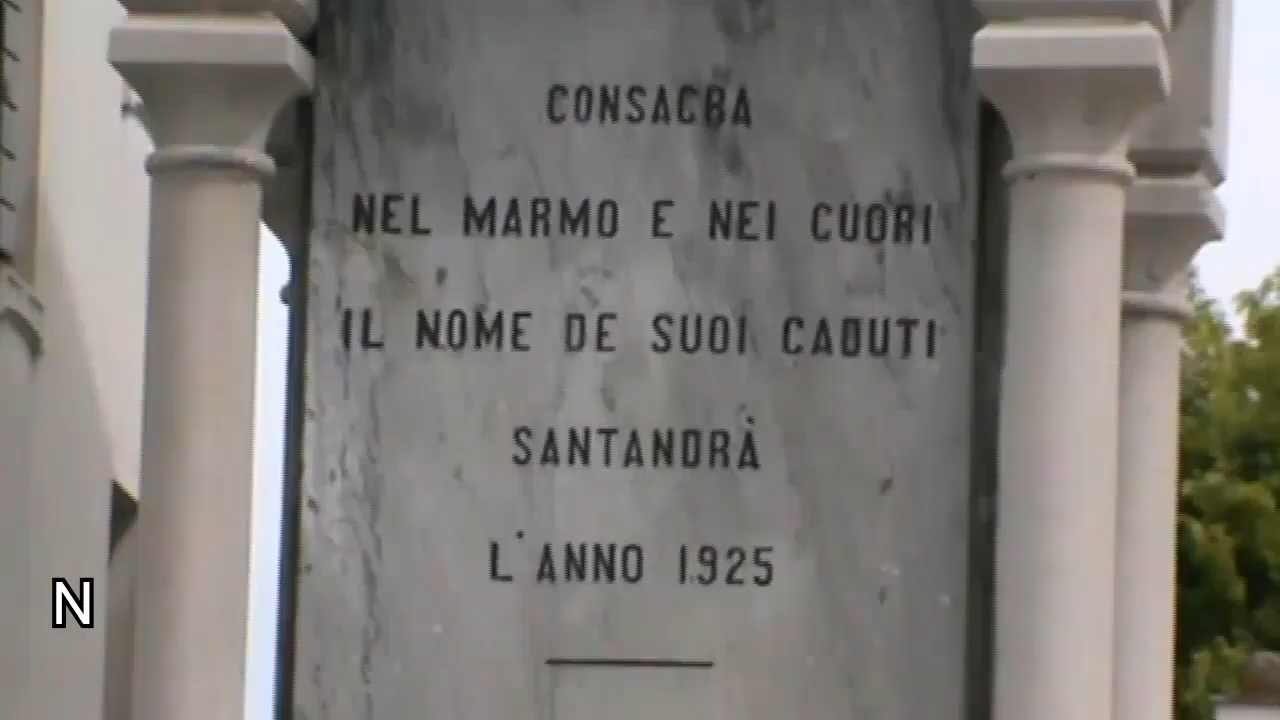 CONSACRA
NEL MARMO E NEI CUORI
IL NOME DE SUOI CADUTI
SANTANDRÀ
L'ANNO 1925
N